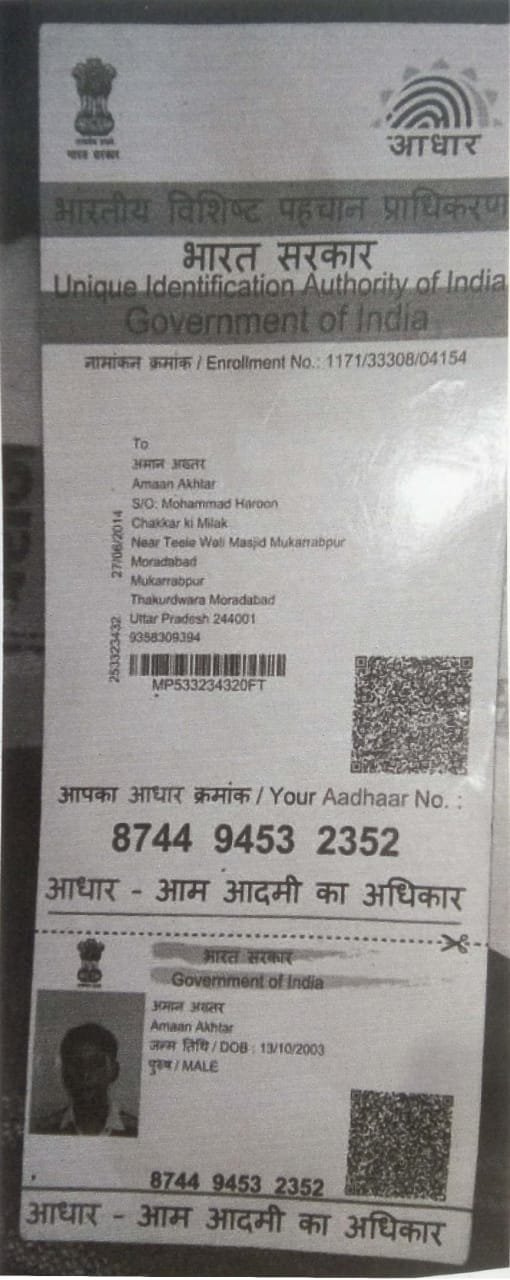 भारत सरकार
आधार
भारतीय विशिष्ट पहचान प्राधिकरण
भारत सरकार
Unique Identification Authority of India
Government of India
नामांकन क्रमांक / Enrollment No.: 1171/33308/04154
To
अमान अख्तर
Amaan Akhtar
S/O: Mohammad Haroon
Chakkar ki Milak
Near Teele Wali Masjid Mukarrabpur
Moradabad
Mukarrabpur
Thakurdwara Moradabad
Uttar Pradesh 244001
9358309394
253323432 27/06/2014
MP533234320FT
आपका आधार क्रमांक / Your Aadhaar No. :
8744 9453 2352
आधार - आम आदमी का अधिकार
भारत सरकार
Government of India
अमान अख्तर
Amaan Akhtar
जन्म तिथि / DOB : 13/10/2003
पुरुष / MALE
8744 9453 2352
आधार - आम आदमी का अधिकार